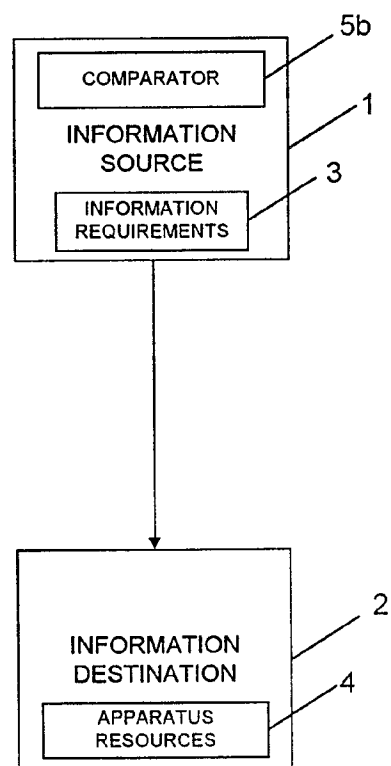 5b
COMPARATOR
1
INFORMATION
SOURCE
3
INFORMATION
REQUIREMENTS
2
INFORMATION
DESTINATION
4
APPARATUS
RESOURCES